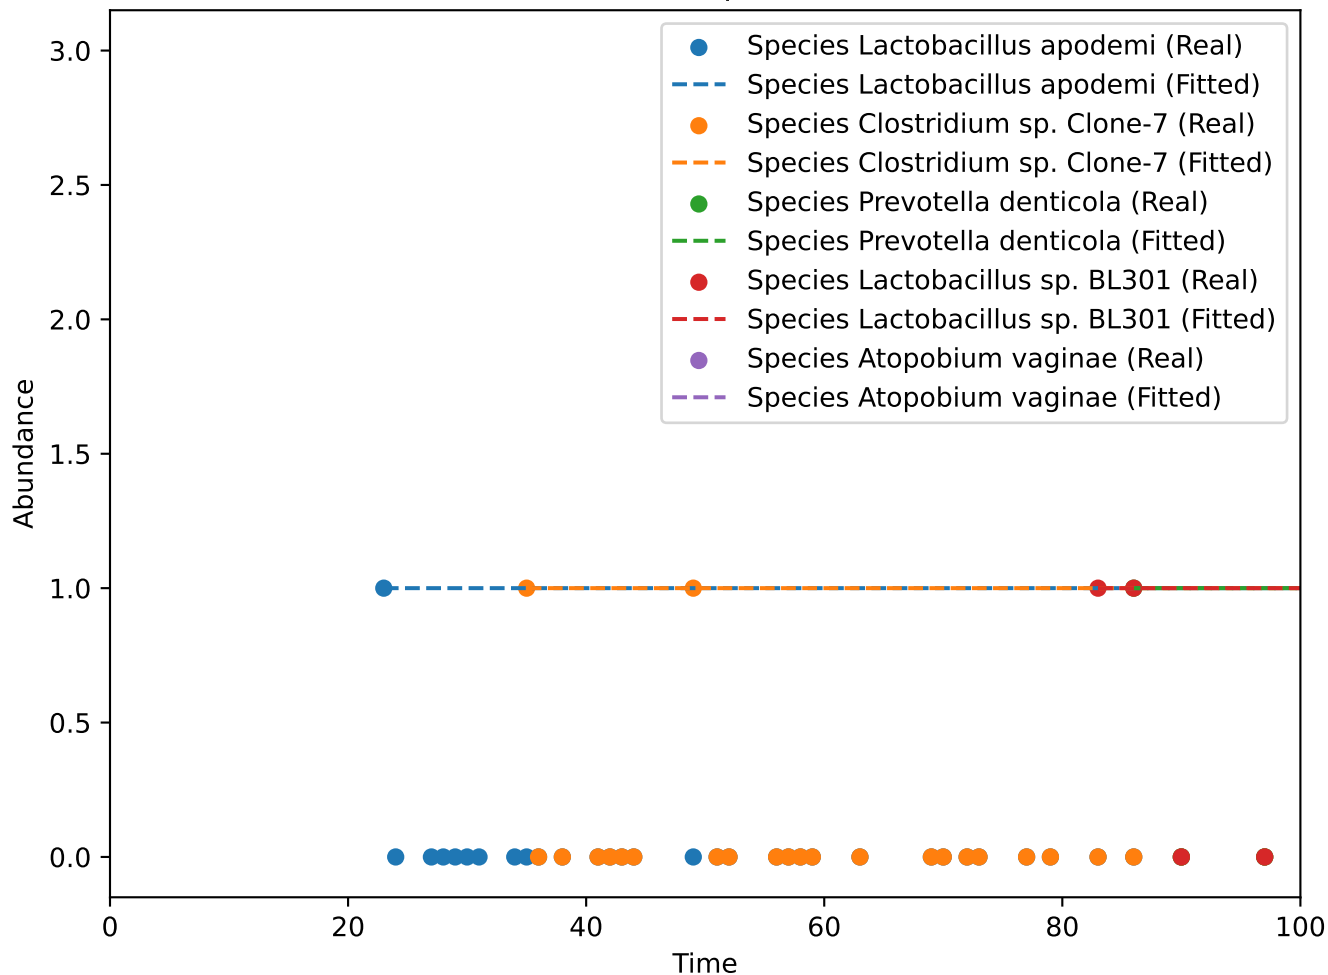 3.0
2.5
2.0
1.5
1.0
0.5
0.0
Abundance
0 20 40 60 80 100
Time
Species Lactobacillus apodemi (Real)
Species Lactobacillus apodemi (Fitted)
Species Clostridium sp. Clone-7 (Real)
Species Clostridium sp. Clone-7 (Fitted)
Species Prevotella denticola (Real)
Species Prevotella denticola (Fitted)
Species Lactobacillus sp. BL301 (Real)
Species Lactobacillus sp. BL301 (Fitted)
Species Atopobium vaginae (Real)
Species Atopobium vaginae (Fitted)